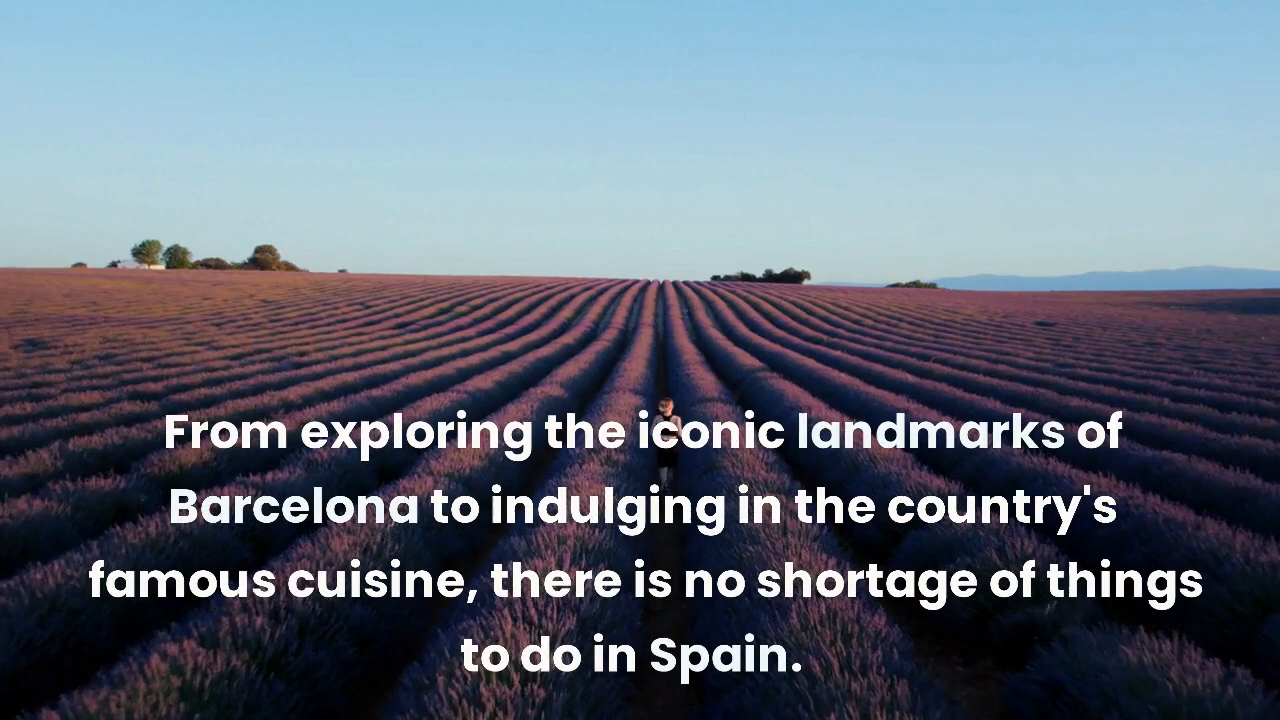 From exploring the iconic landmarks of
Barcelona to indulging in the country's
famous cuisine, there is no shortage of things
to do in Spain.